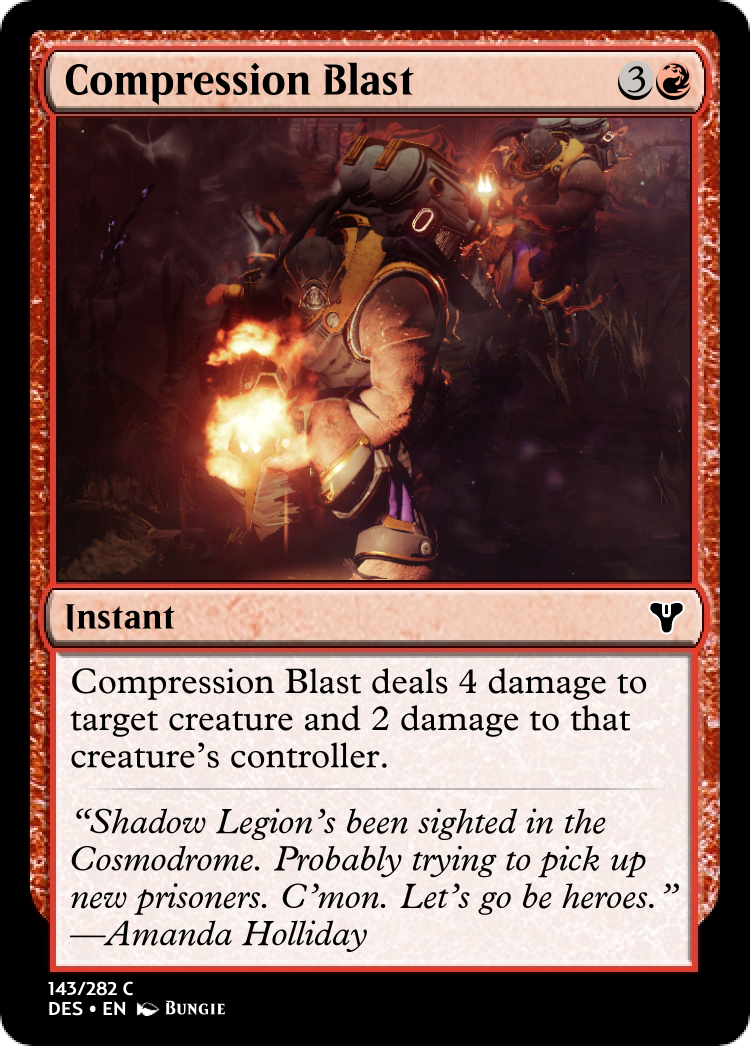 Compression Blast 3
Instant
Compression Blast deals 4 damage to
target creature and 2 damage to that
creature's controller.
“Shadow Legion's been sighted in the
Cosmodrome. Probably trying to pick up
new prisoners. C'mon. Let's go be heroes.”
—Amanda Holliday
143/282 C
DES • EN Bungie